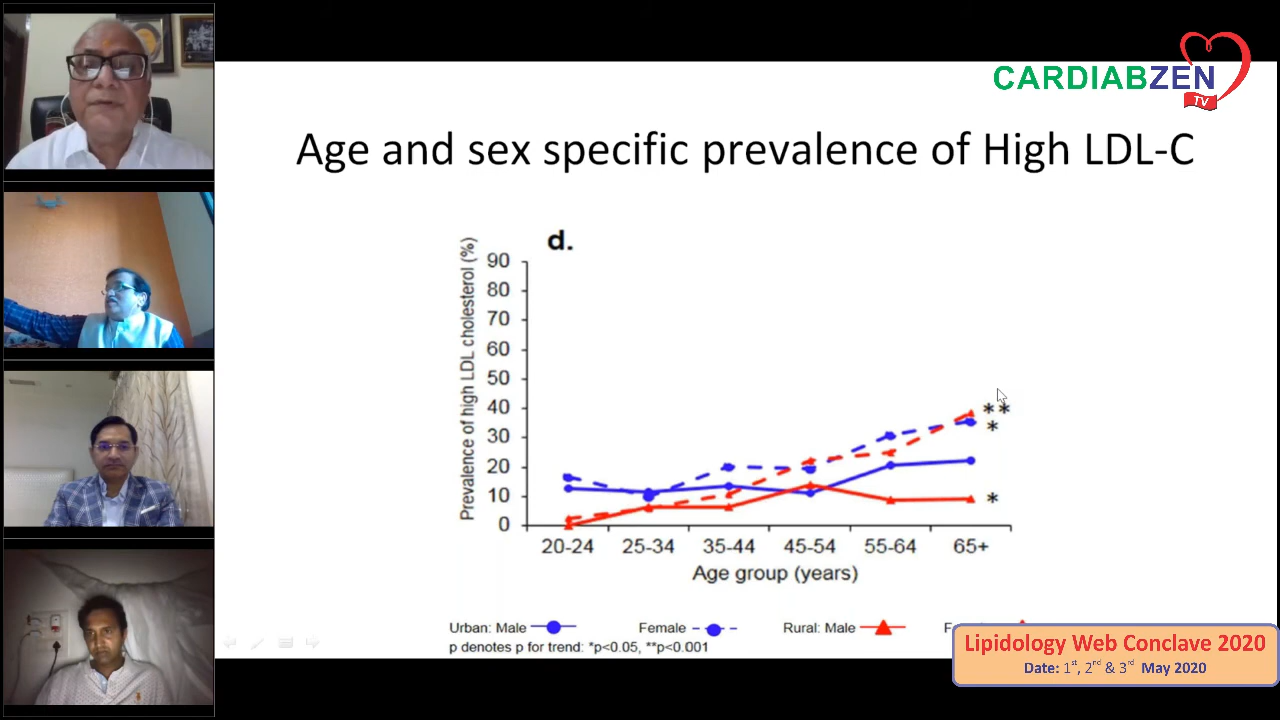 CARDIABZEN
TV
Age and sex specific prevalence of High LDL-C
d.
Prevalence of high LDL cholesterol (%)
90
80
70
60
50
40
30
20
10
0
**
*
*
20-24 25-34 35-44 45-54 55-64 65+
Age group (years)
Urban: Male Female Rural: Male
p denotes p for trend: *p<0.05, **p<0.001
Lipidology Web Conclave 2020
Date: 1st, 2nd & 3rd May 2020